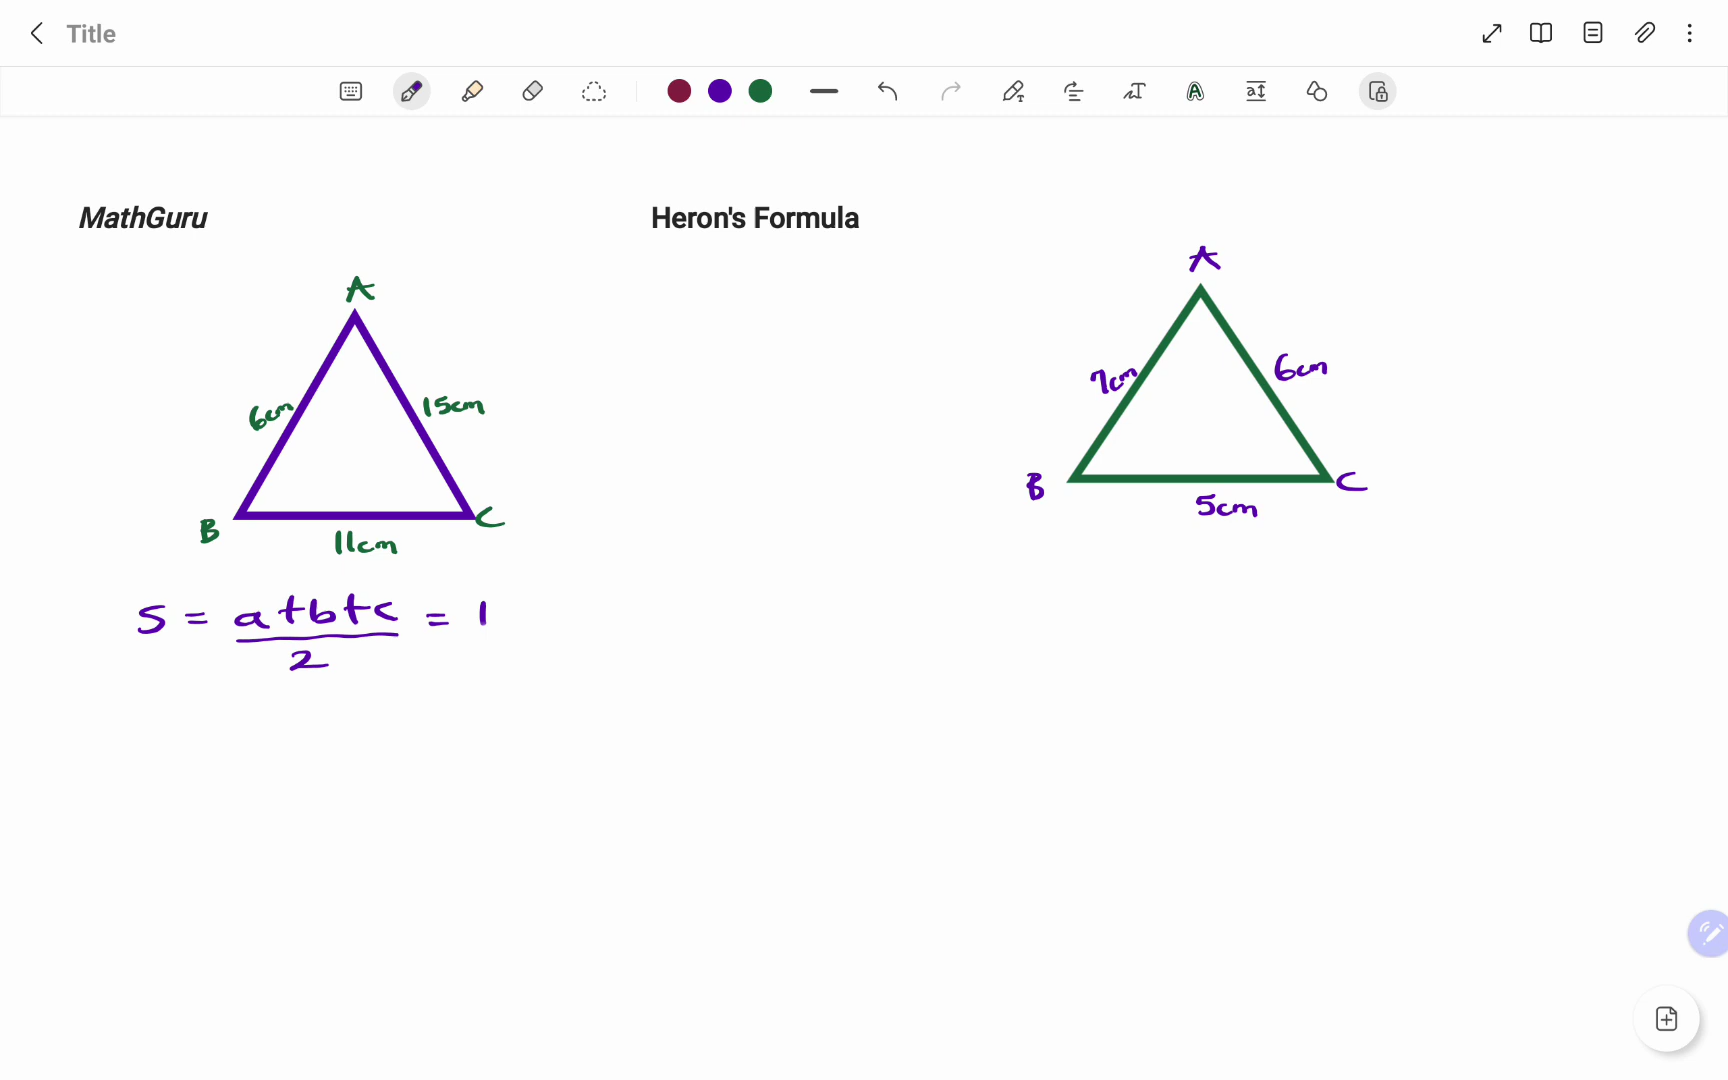 Title
MathGuru
Heron's Formula
A
6cm
15cm
B
C
11cm
A
7cm
6cm
B
C
5cm
S = a+b+c = 1
2